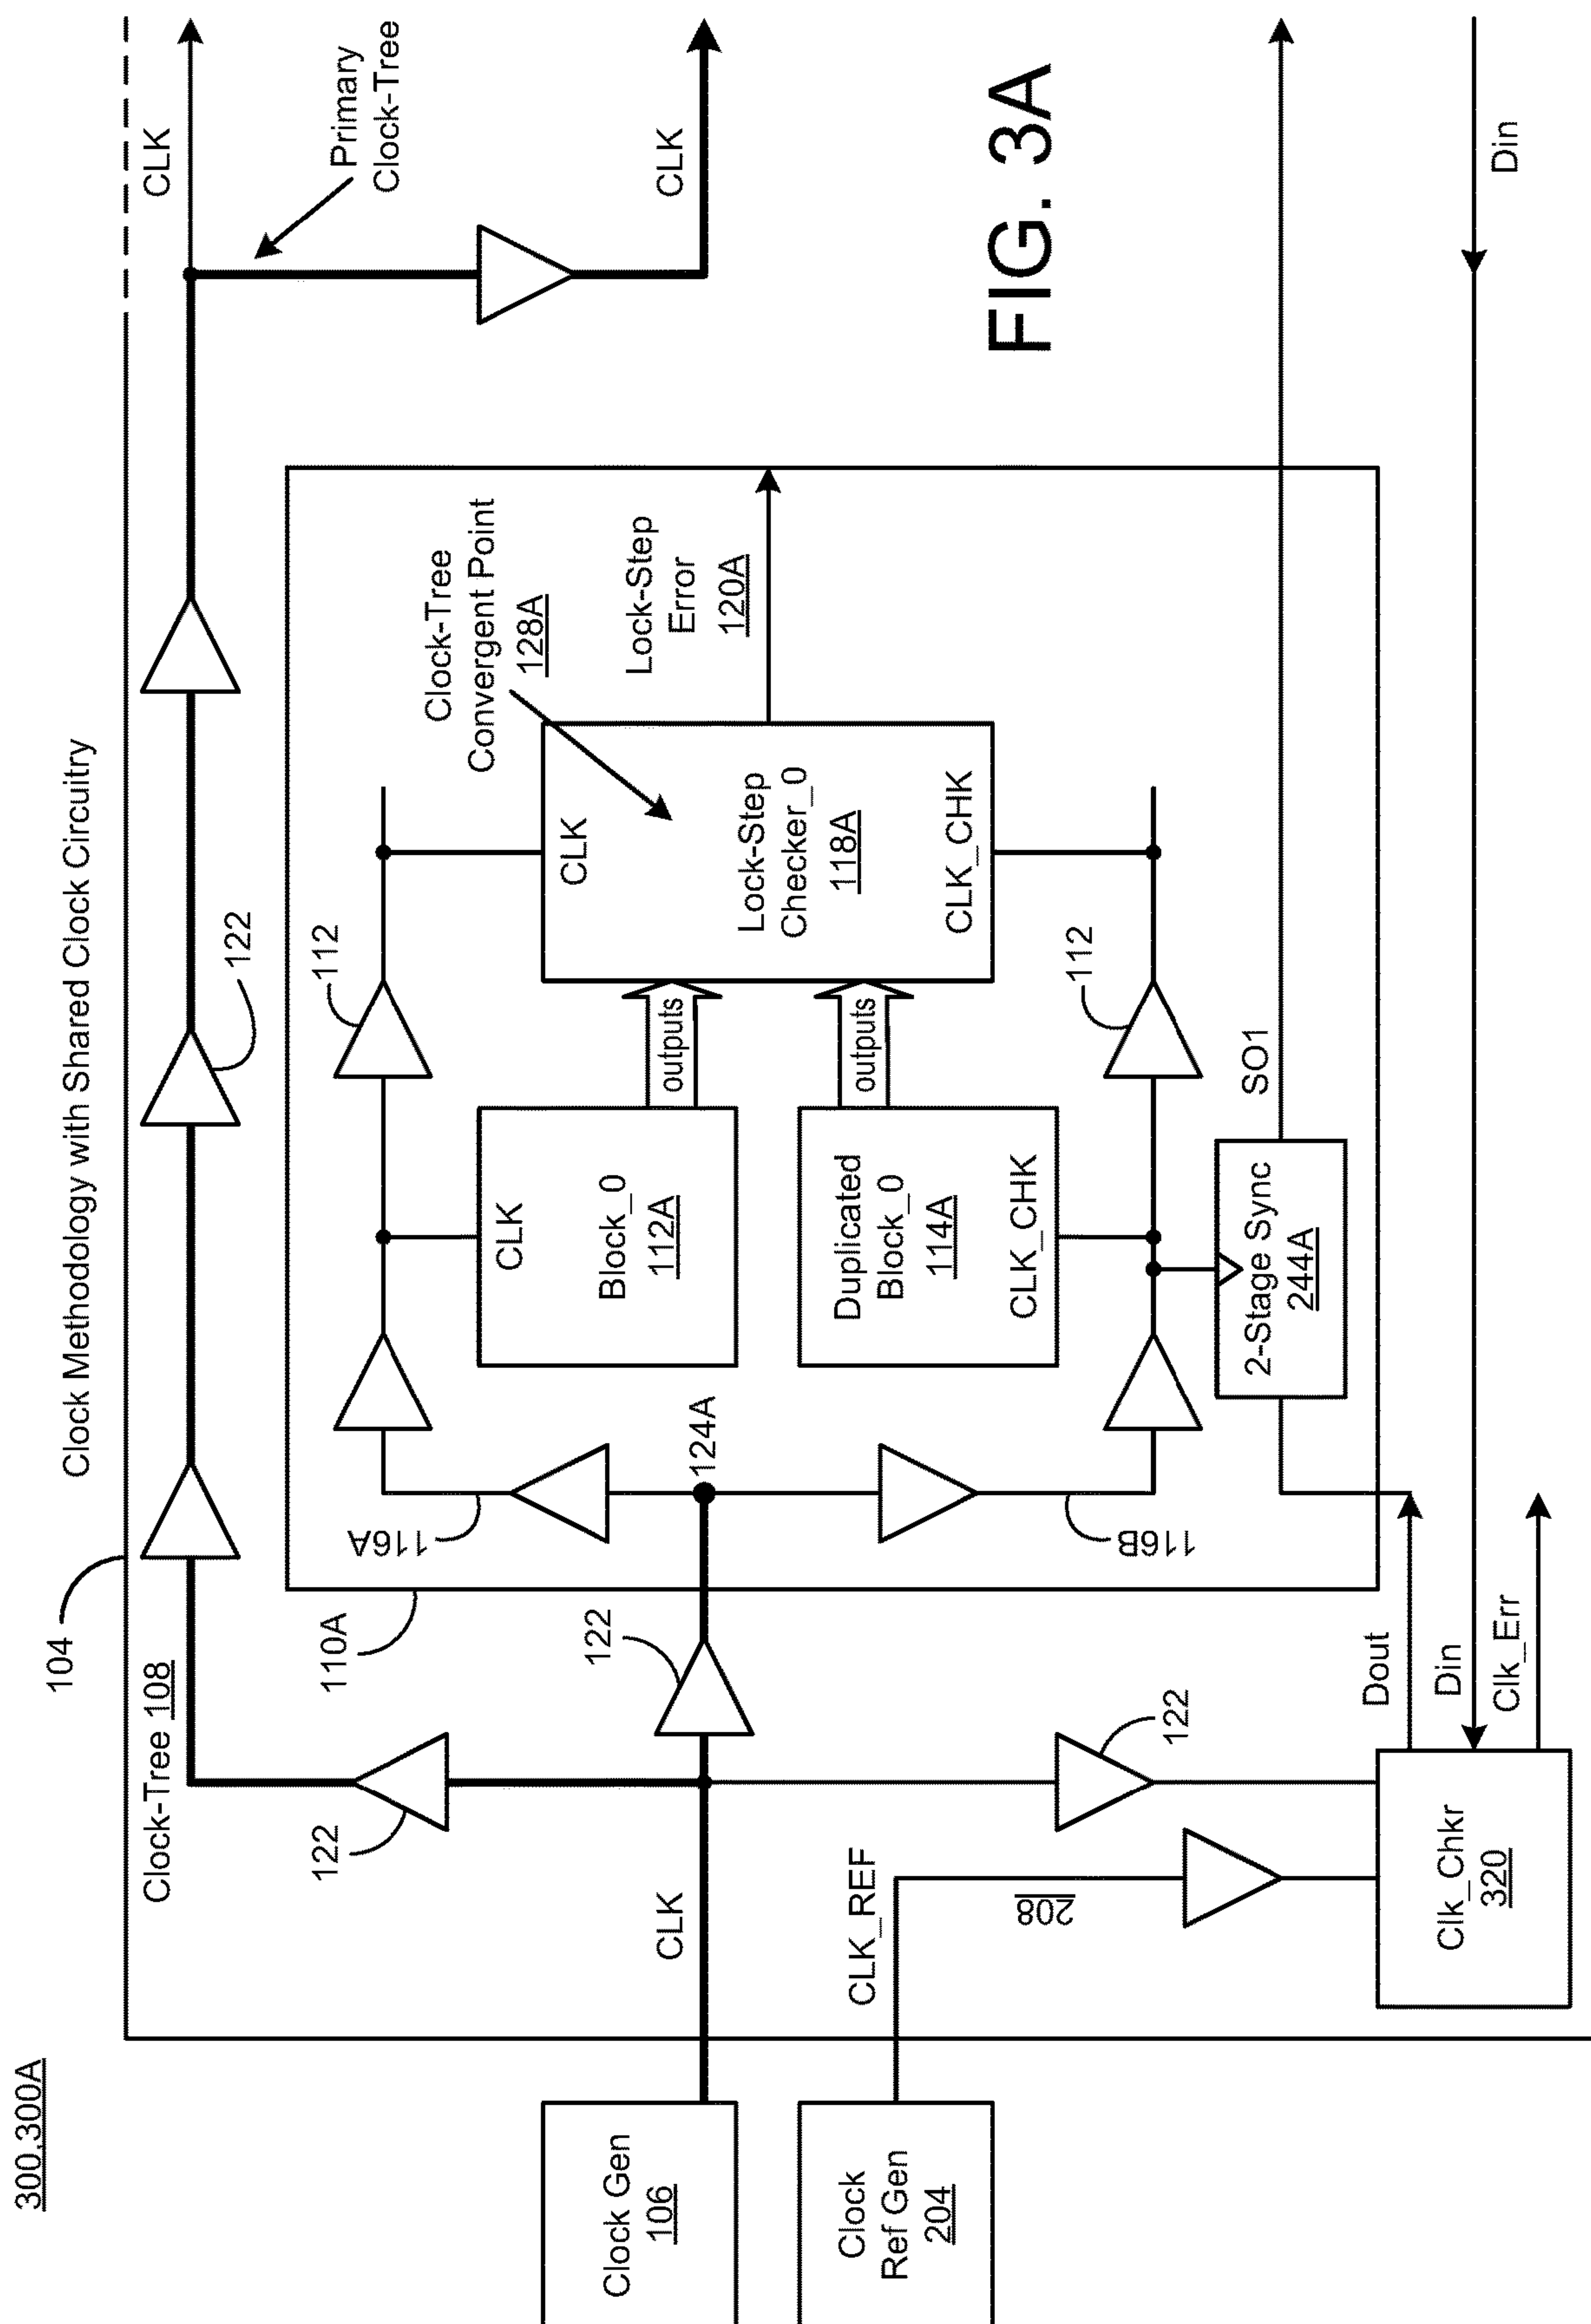 300,300A
Clock Methodology with Shared Clock Circuitry
104
Clock-Tree 108
122
122
CLK
Primary
Clock-Tree
110A
116A
112
Clock-Tree
Convergent Point
128A
CLK
Block_0
112A
outputs
CLK
Lock-Step
Checker_0
118A
CLK_CHK
Lock-Step
Error
120A
CLK
Clock Gen
106
CLK
122
124A
Duplicated
Block_0
114A
CLK_CHK
outputs
116B
112
Clock
Ref Gen
204
CLK_REF
208
122
2-Stage Sync
244A
SO1
Clk_Chkr
320
Dout
Din
Clk_Err
Din
FIG. 3A